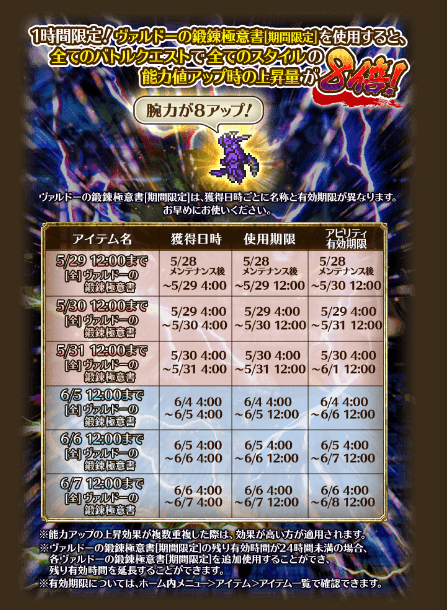 1時間限定!ヴァルドーの鍛錬極意書[期間限定]を使用すると、
全てのバトルクエストで全てのスタイルの
能力値アップ時の上昇量が8倍!
腕力が8アップ!
ヴァルドーの鍛錬極意書[期間限定]は、獲得日時ごとに名称と有効期限が異なります。
お早めにお使いください。
アイテム名 獲得日時 使用期限 アビリティ有効期限
5/29 12:00まで 5/28 5/28 5/28
[全]ヴァルドーの メンテナンス後 メンテナンス後 メンテナンス後
鍛錬極意書 ~5/29 4:00 ~5/29 12:00 ~5/30 12:00
5/30 12:00まで
[全]ヴァルドーの 5/29 4:00 5/29 4:00 5/29 4:00
鍛錬極意書 ~5/30 4:00 ~5/30 12:00 ~5/31 12:00
5/31 12:00まで
[全]ヴァルドーの 5/30 4:00 5/30 4:00 5/30 4:00
鍛錬極意書 ~5/31 4:00 ~5/31 12:00 ~6/1 12:00
6/5 12:00まで
[全]ヴァルドーの 6/4 4:00 6/4 4:00 6/4 4:00
鍛錬極意書 ~6/5 4:00 ~6/5 12:00 ~6/6 12:00
6/6 12:00まで
[全]ヴァルドーの 6/5 4:00 6/5 4:00 6/5 4:00
鍛錬極意書 ~6/6 4:00 ~6/6 12:00 ~6/7 12:00
6/7 12:00まで
[全]ヴァルドーの 6/6 4:00 6/6 4:00 6/6 4:00
鍛錬極意書 ~6/7 4:00 ~6/7 12:00 ~6/8 12:00
※能力アップの上昇効果が複数重複した際は、効果が高い方が適用されます。
※ヴァルドーの鍛錬極意書[期間限定]の残り有効時間が24時間未満の場合、
各ヴァルドーの鍛錬極意書[期間限定]を追加使用することができ、
残り有効時間を延長することができます。
※有効期限については、ホーム内メニュー>アイテム>アイテム一覧で確認できます。